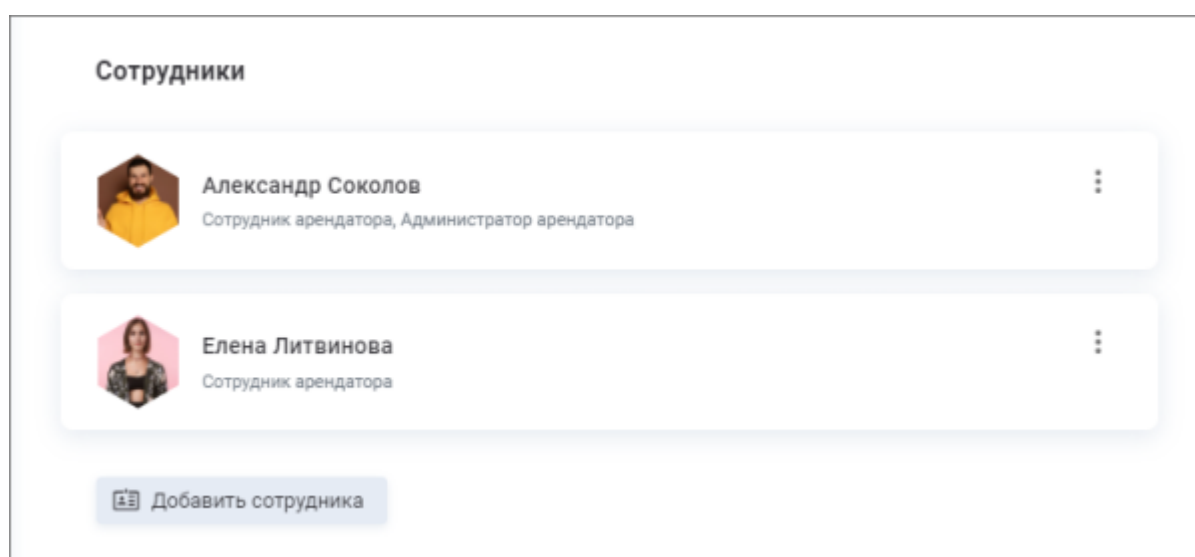 Сотрудники
Александр Соколов
Сотрудник арендатора, Администратор арендатора
Елена Литвинова
Сотрудник арендатора
Добавить сотрудника